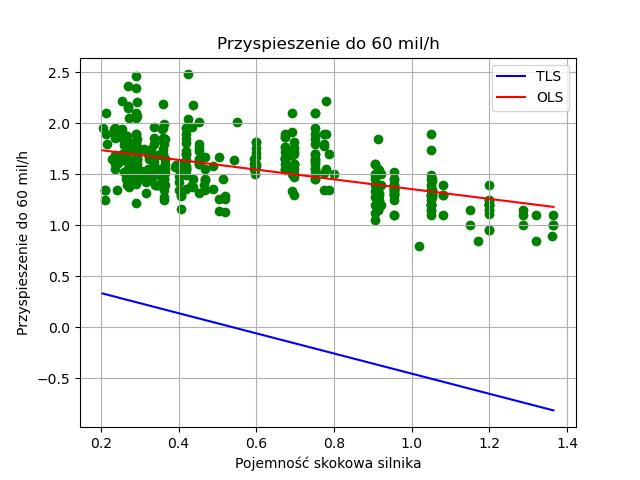 Przyspieszenie do 60 mil/h
TLS
OLS
2.5
2.0
1.5
1.0
0.5
0.0
−0.5
Przyspieszenie do 60 mil/h
0.2
0.4
0.6
0.8
1.0
1.2
1.4
Pojemność skokowa silnika